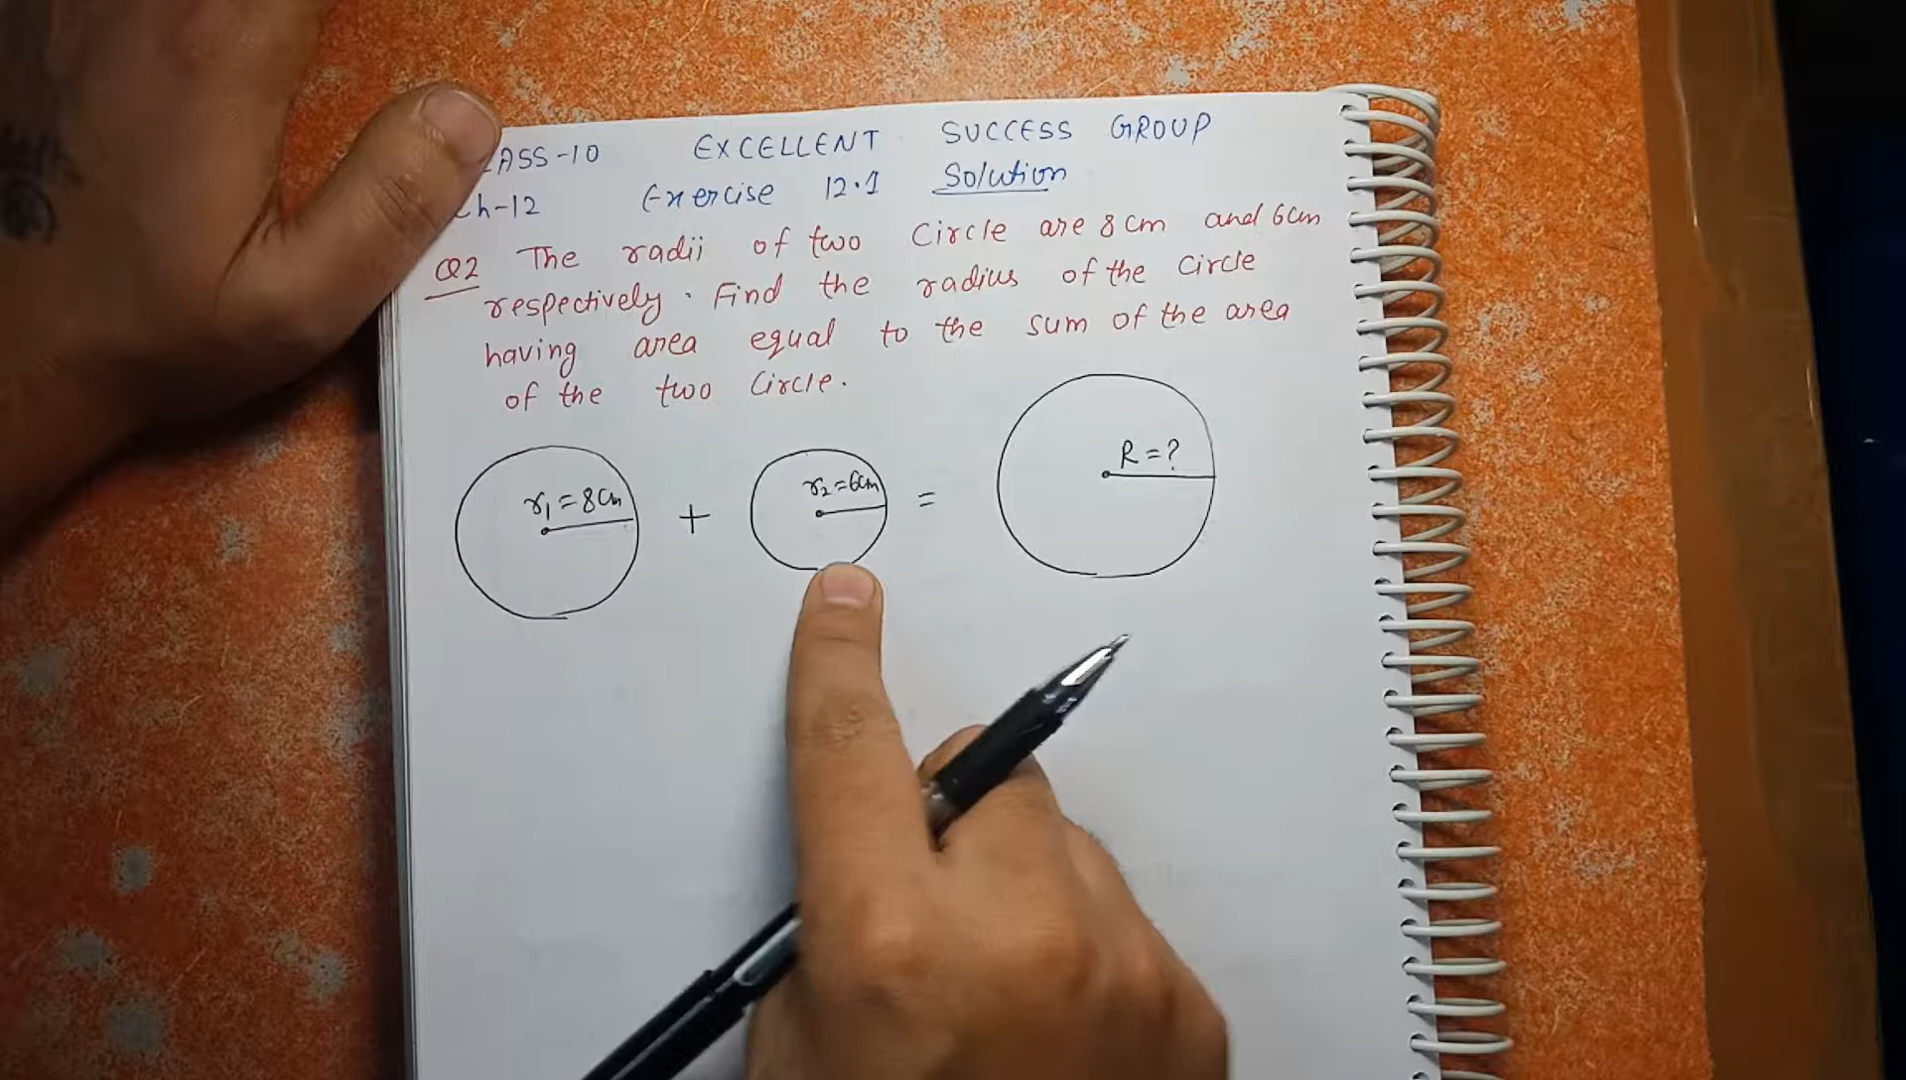 ASS-10 EXCELLENT SUCCESS GROUP
h-12 Exercise 12.1 Solution
Q2 The radii of two Circle are 8 cm and 6cm
respectively. Find the radius of the circle
having area equal to the sum of the area
of the two Circle.
r₁=8cm + r₂=6cm = R=?